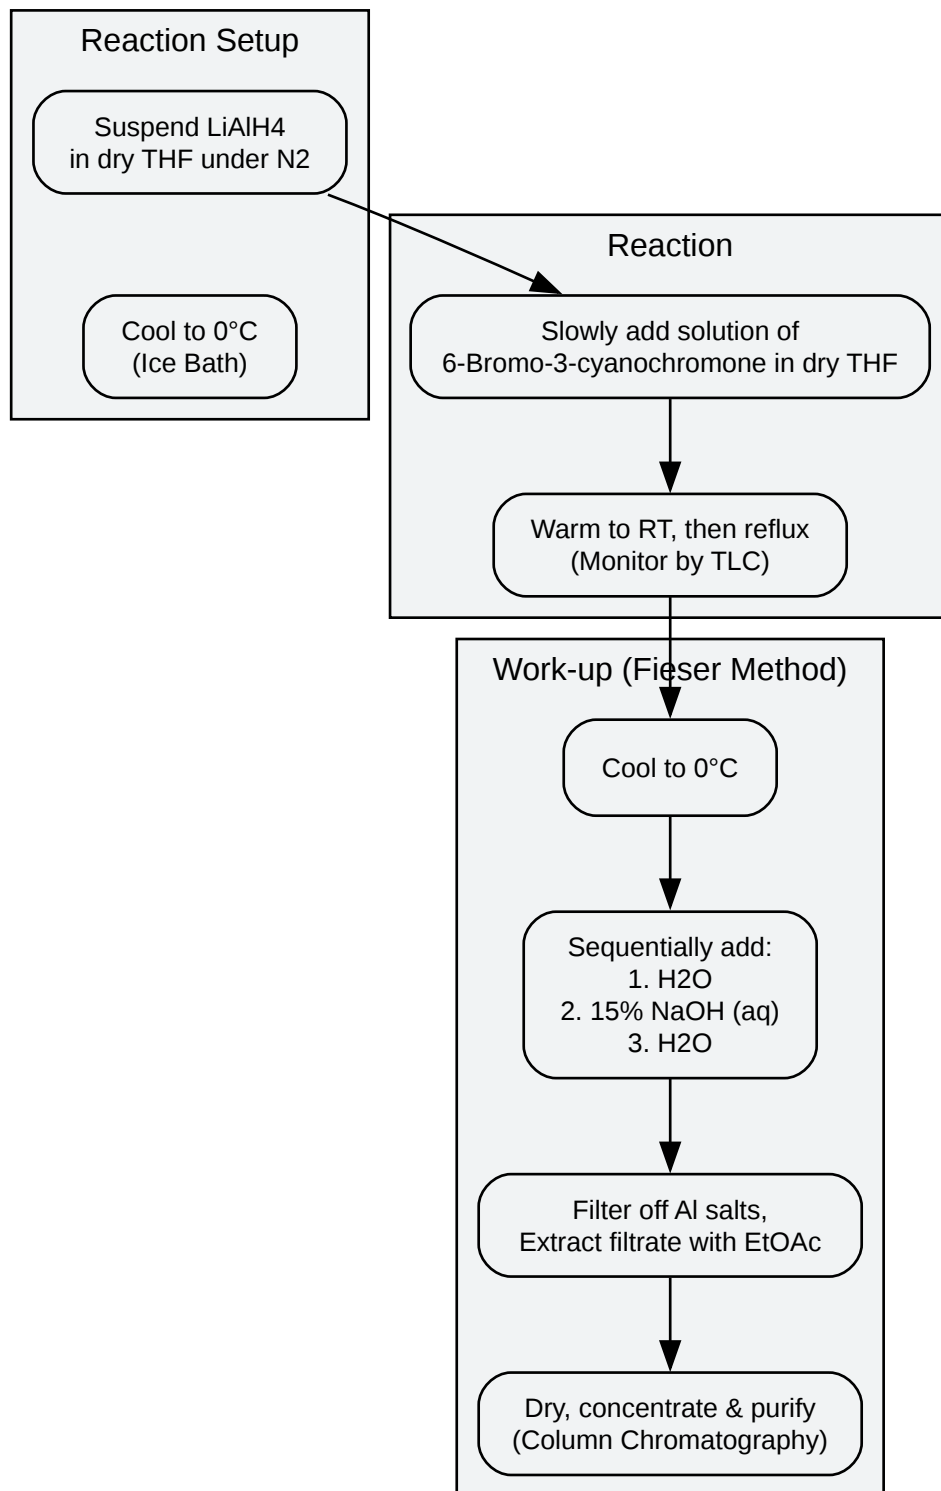 Reaction Setup
Suspend LiAlH4
in dry THF under N2
Cool to 0°C
(Ice Bath)
Reaction
Slowly add solution of
6-Bromo-3-cyanochromone in dry THF
Warm to RT, then reflux
(Monitor by TLC)
Work-up (Fieser Method)
Cool to 0°C
Sequentially add:
1. H2O
2. 15% NaOH (aq)
3. H2O
Filter off Al salts,
Extract filtrate with EtOAc
Dry, concentrate & purify
(Column Chromatography)